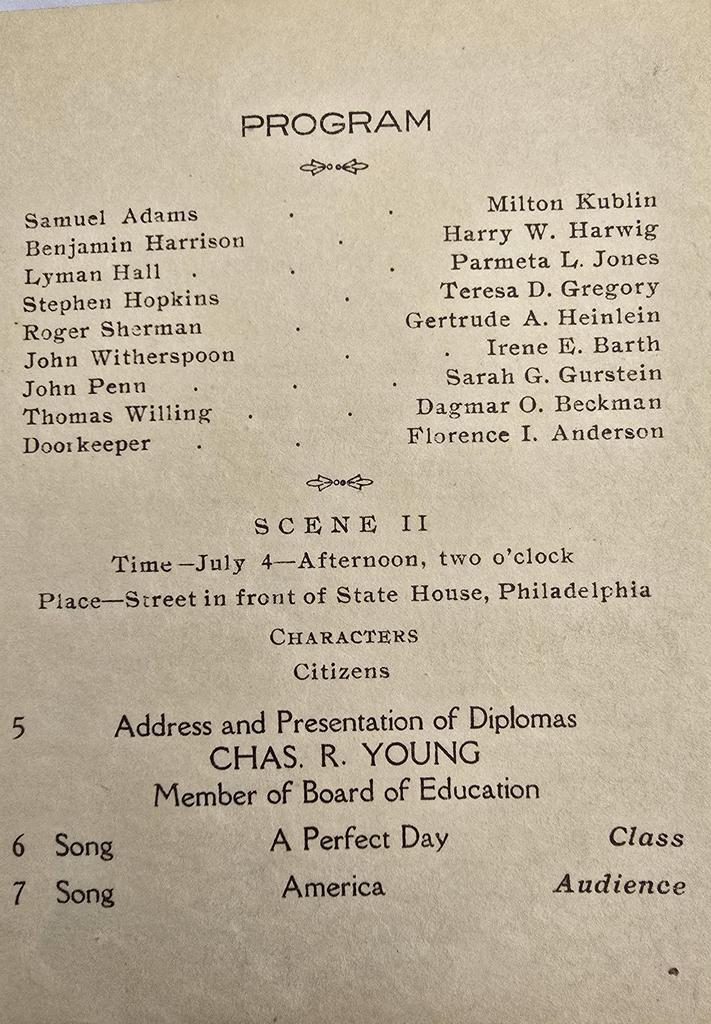 PROGRAM
Samuel Adams . . Milton Kublin
Benjamin Harrison . Harry W. Harwig
Lyman Hall . . . Parmeta L. Jones
Stephen Hopkins . Teresa D. Gregory
Roger Sherman . Gertrude A. Heinlein
John Witherspoon . . Irene E. Barth
John Penn . . . Sarah G. Gurstein
Thomas Willing . . Dagmar O. Beckman
Doorkeeper . . Florence I. Anderson
SCENE II
Time—July 4—Afternoon, two o'clock
Place—Street in front of State House, Philadelphia
CHARACTERS
Citizens
5 Address and Presentation of Diplomas
CHAS. R. YOUNG
Member of Board of Education
6 Song A Perfect Day Class
7 Song America Audience